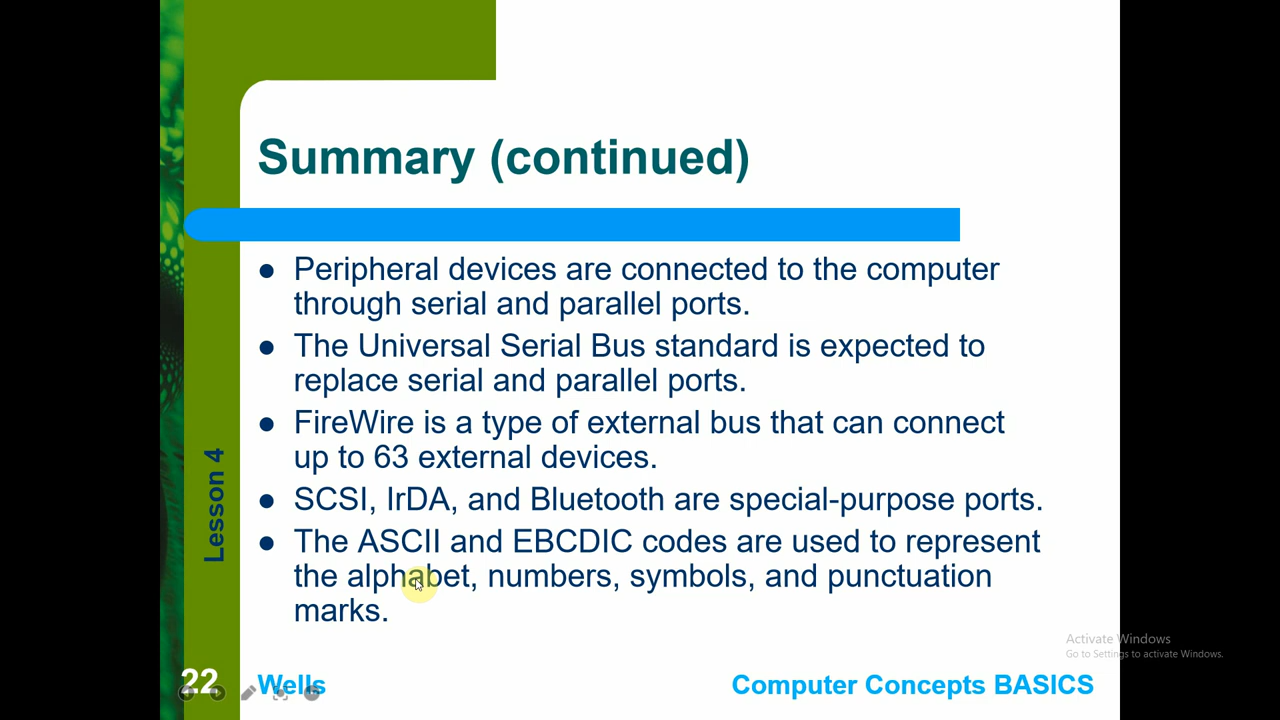 Summary (continued)
● Peripheral devices are connected to the computer
through serial and parallel ports.
● The Universal Serial Bus standard is expected to
replace serial and parallel ports.
● FireWire is a type of external bus that can connect
up to 63 external devices.
● SCSI, IrDA, and Bluetooth are special-purpose ports.
● The ASCII and EBCDIC codes are used to represent
the alphabet, numbers, symbols, and punctuation
marks.
Lesson 4
Activate Windows
Go to Settings to activate Windows.
22 Wells Computer Concepts BASICS